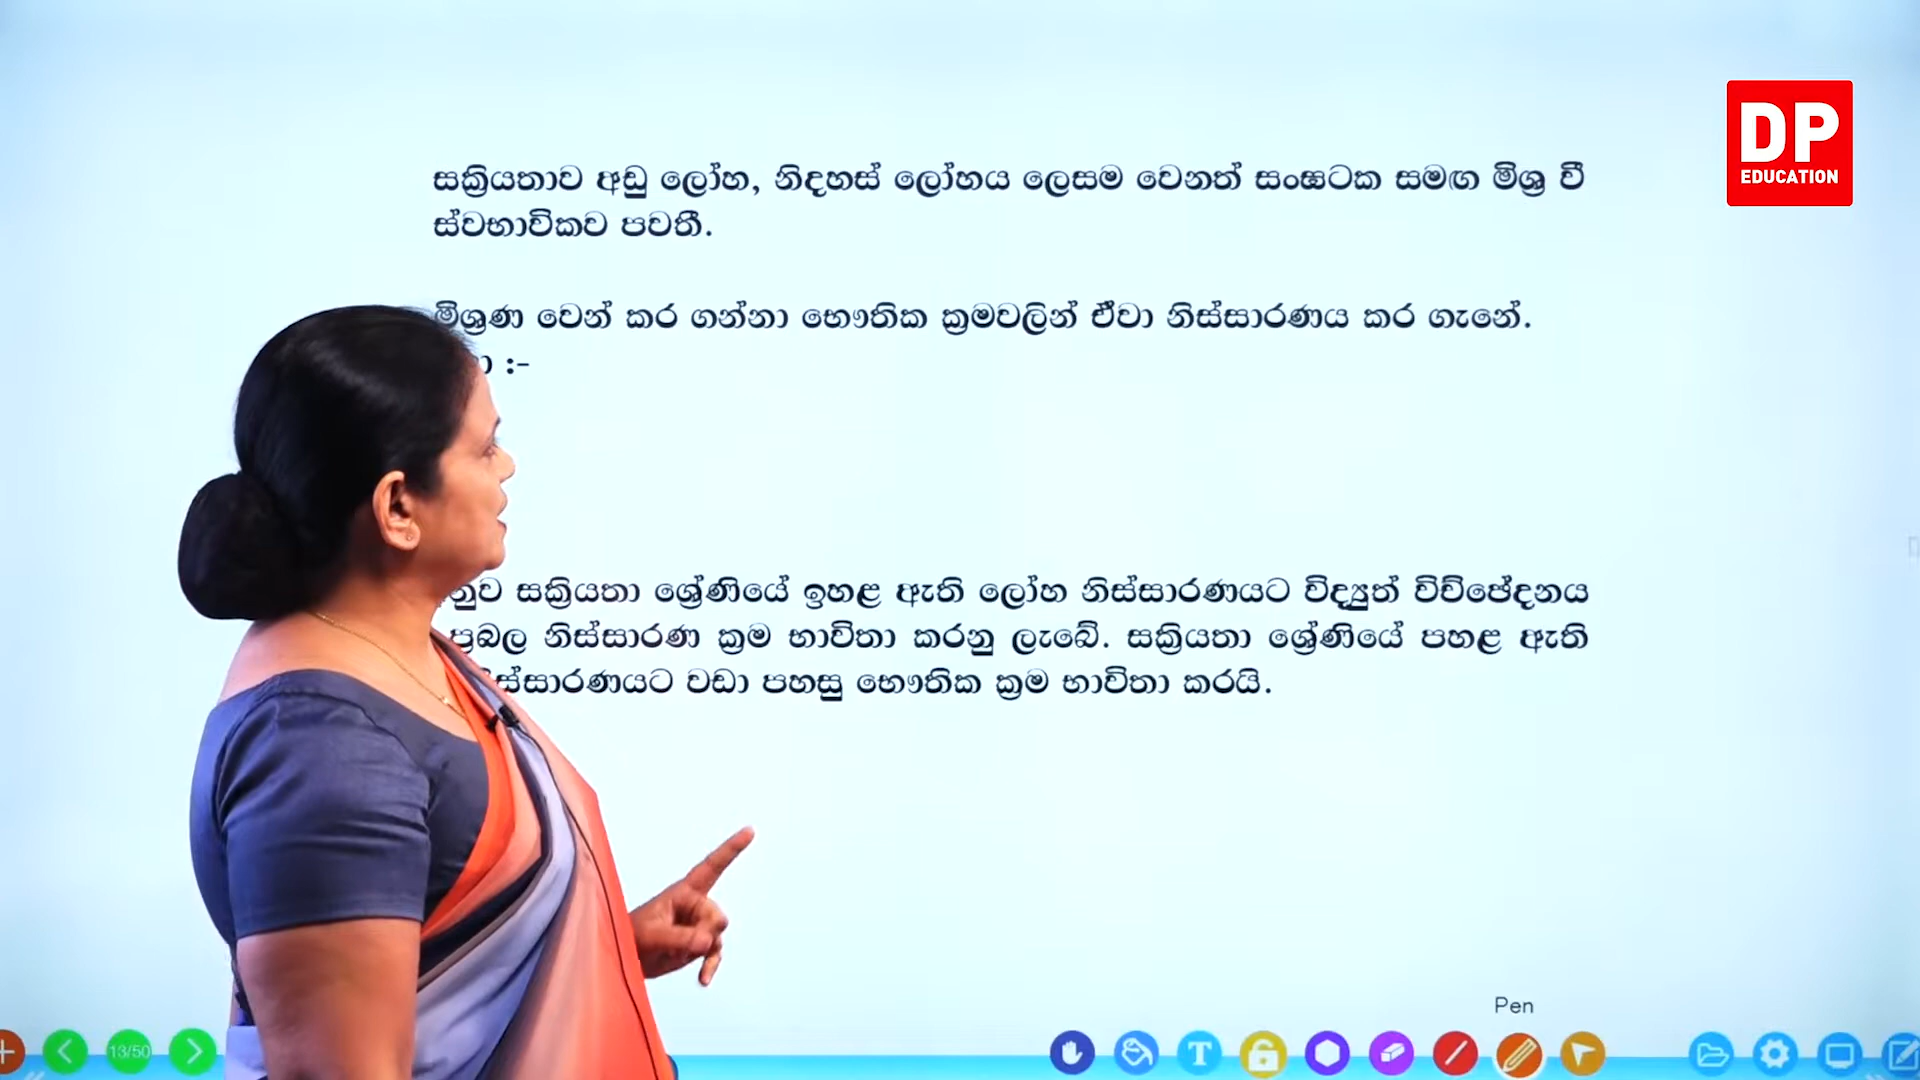 DP
EDUCATION
සක්‍රියතාව අඩු ලෝහ, නිදහස් ලෝහය ලෙසම වෙනත් සංඝටක සමඟ මිශ්‍ර වී
ස්වභාවිකව පවතී.
මිශ්‍රණ වෙන් කර ගන්නා භෞතික ක්‍රමවලින් ඒවා නිස්සාරණය කර ගැනේ.
:-
සක්‍රියතා ශ්‍රේණියේ ඉහළ ඇති ලෝහ නිස්සාරණයට විද්‍යුත් විච්ඡේදනය
ප්‍රබල නිස්සාරණ ක්‍රම භාවිතා කරනු ලැබේ. සක්‍රියතා ශ්‍රේණියේ පහළ ඇති
වඩා පහසු භෞතික ක්‍රම භාවිතා කරයි.
Pen
13/50
T